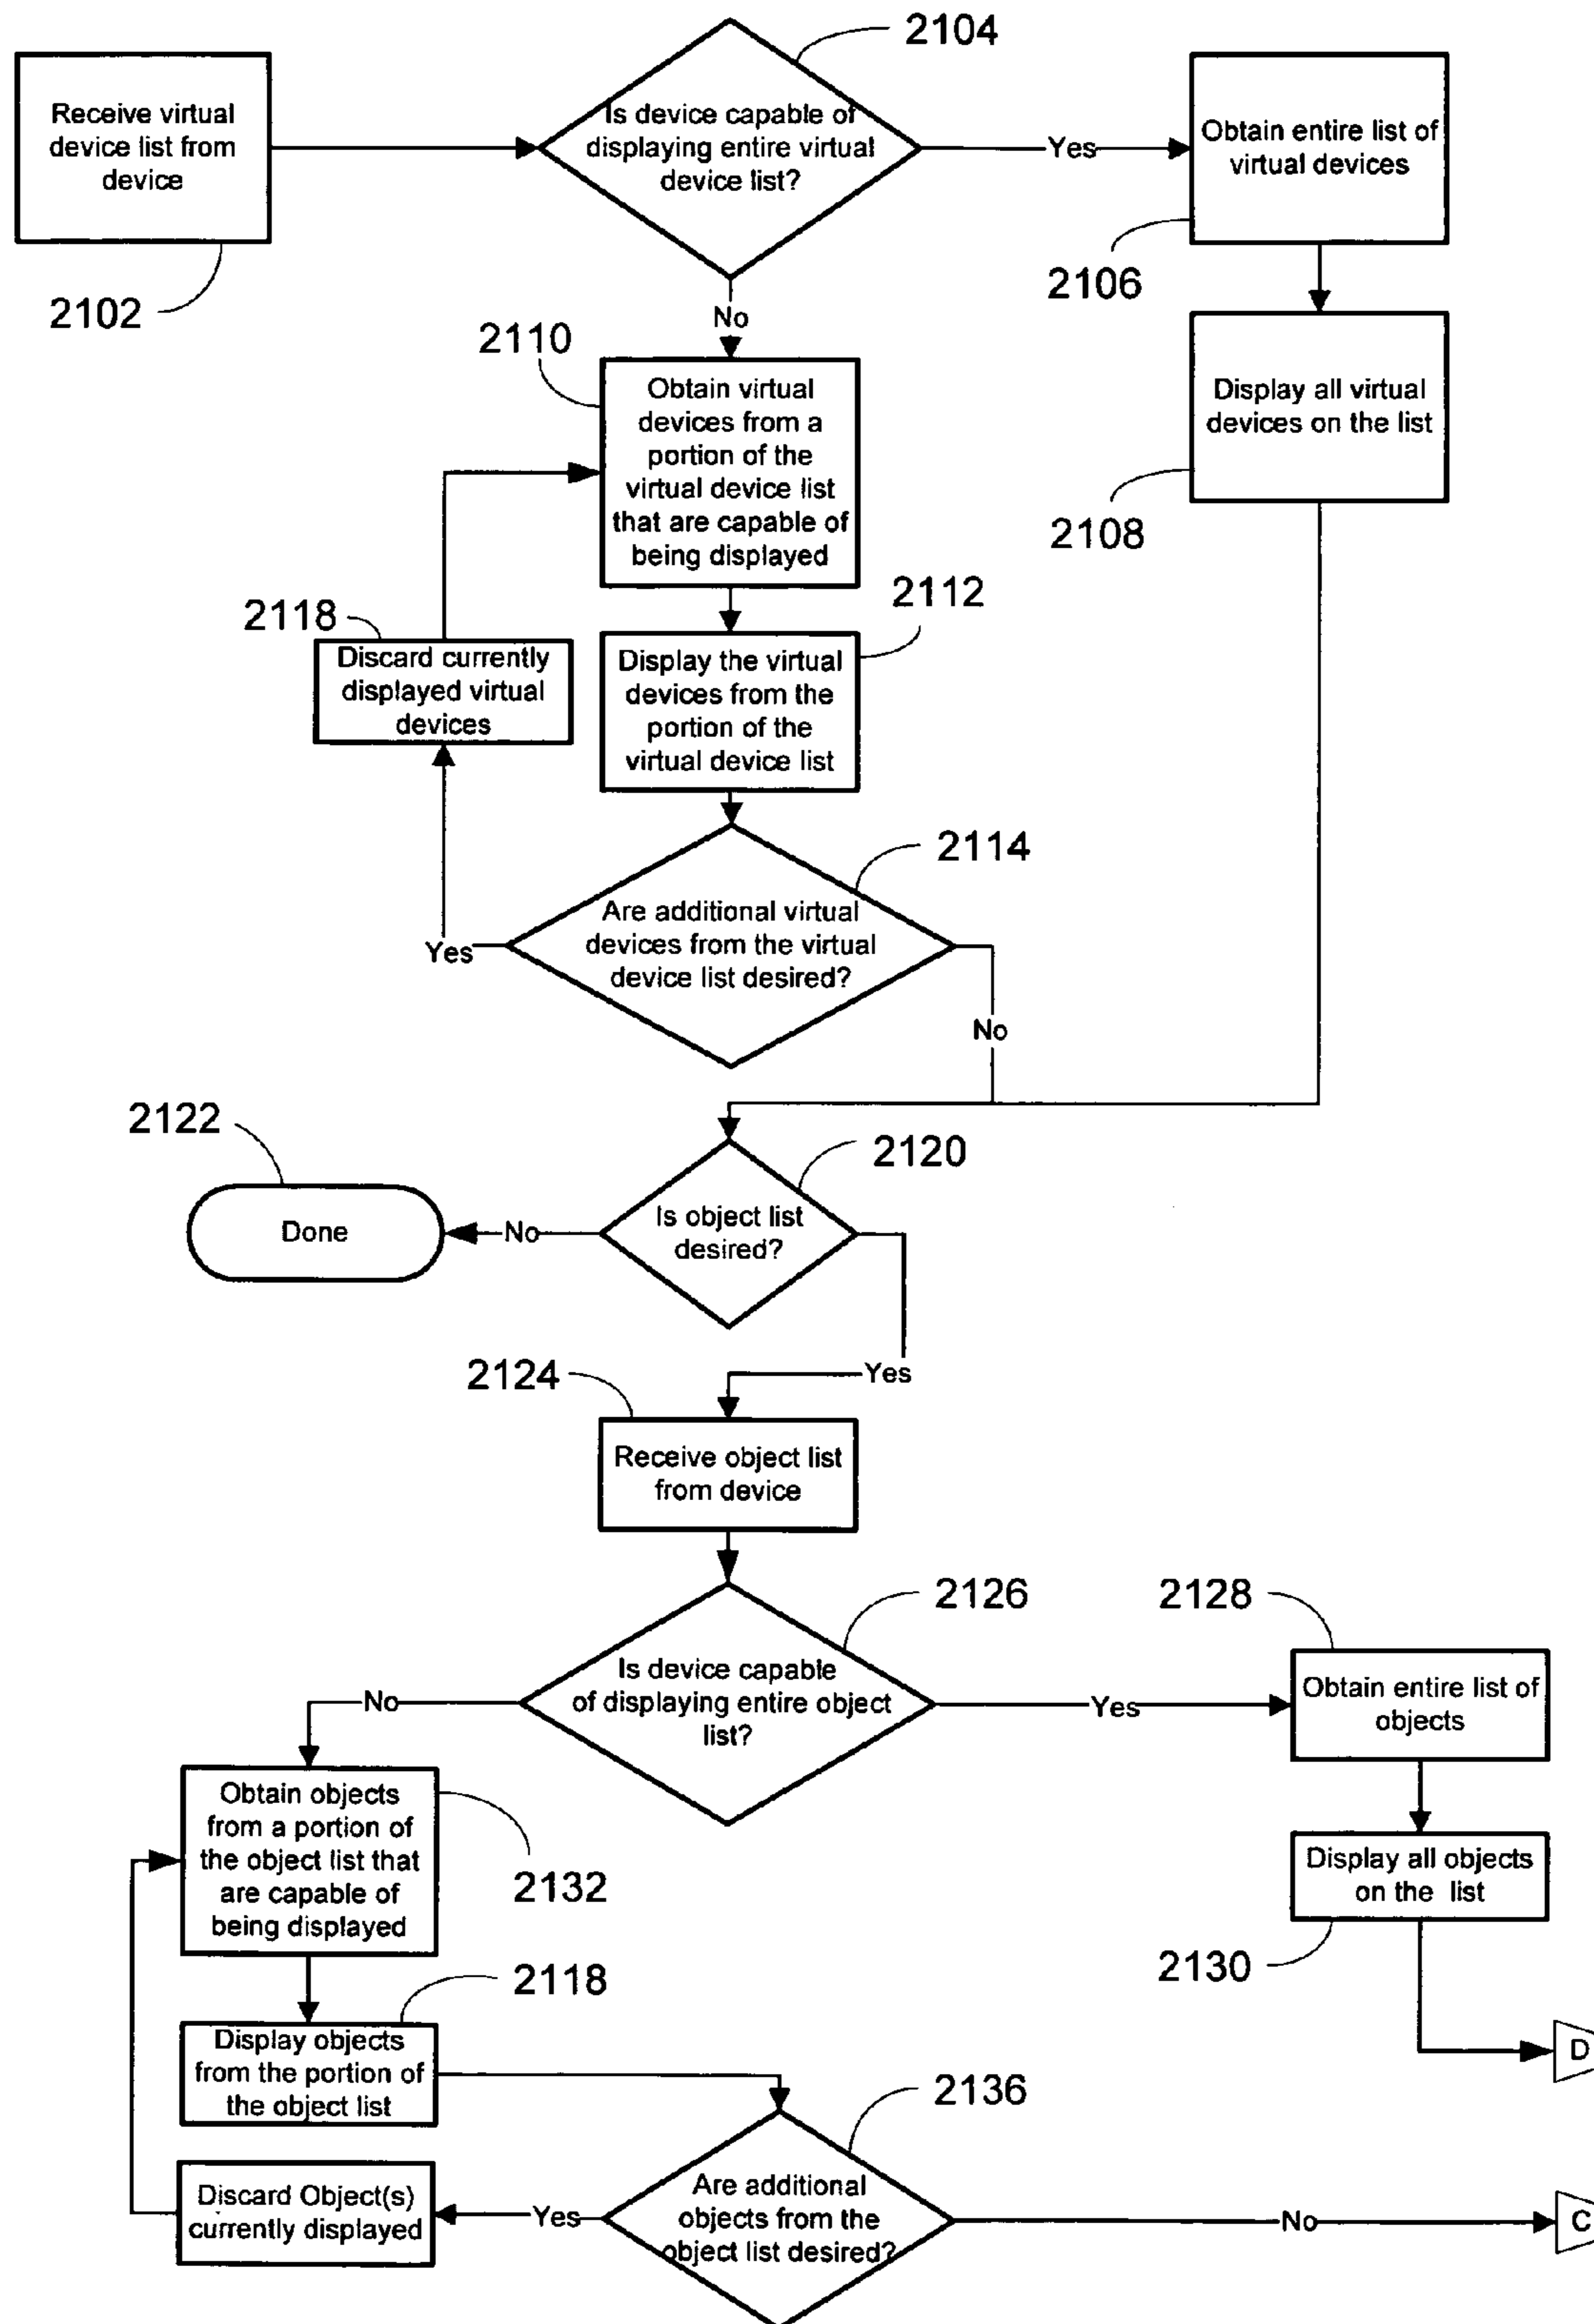 2104
Receive virtual
device list from
device
Is device capable of
displaying entire virtual
device list?
Yes
Obtain entire list of
virtual devices
2102
2106
No
2110
Obtain virtual
devices from a
portion of the
virtual device list
that are capable of
being displayed
Display all virtual
devices on the list
2108
2118
Discard currently
displayed virtual
devices
2112
Display the virtual
devices from the
portion of the
virtual device list
2114
Are additional virtual
devices from the virtual
device list desired?
Yes
No
2122
2120
Done
No
Is object list
desired?
Yes
2124
Receive object list
from device
2126
2128
Is device capable
of displaying entire object
list?
No
Yes
Obtain entire list of
objects
Obtain objects
from a portion of
the object list that
are capable of
being displayed
2132
Display all objects
on the list
2130
2118
Display objects
from the portion of
the object list
D
2136
Discard Object(s)
currently displayed
Yes
Are additional
objects from the
object list desired?
No
C